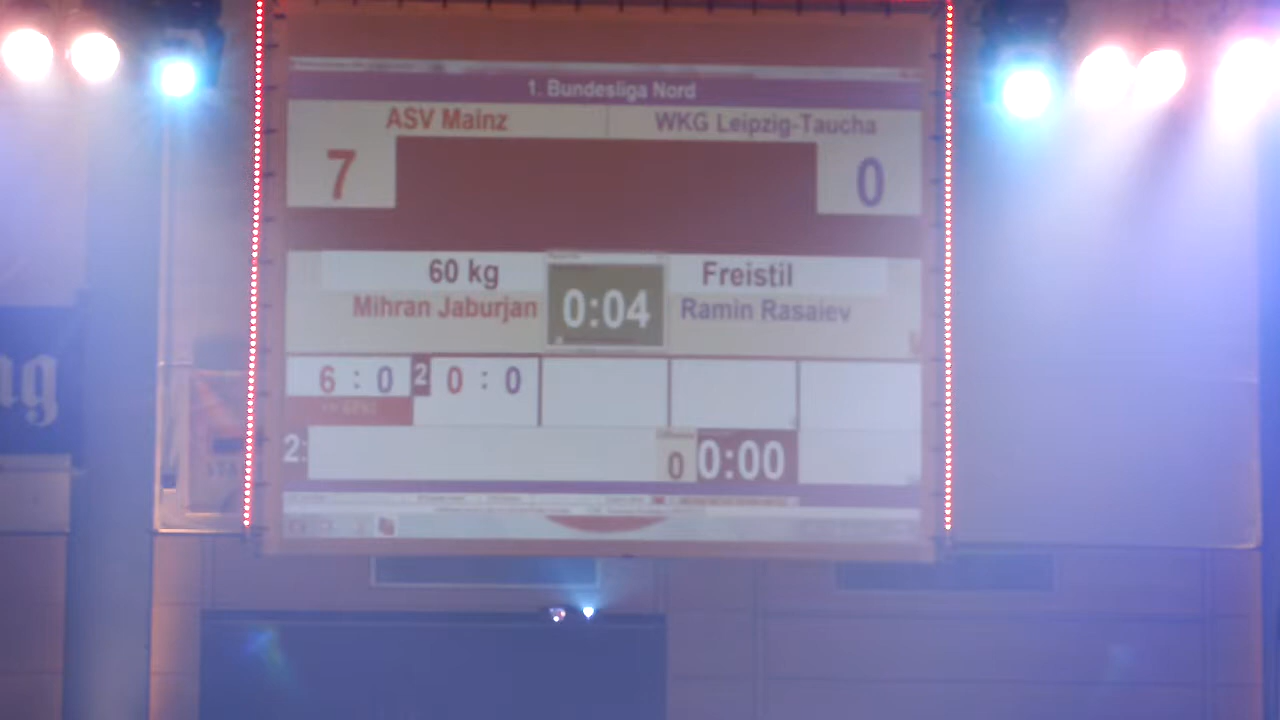 1. Bundesliga Nord
ASV Mainz WKG Leipzig-Taucha
7 0
60 kg 0:04 Freistil
Mihran Jaburjan Ramin Rasaiev
6 : 0 2 0 : 0
2: 0 0:00
ng